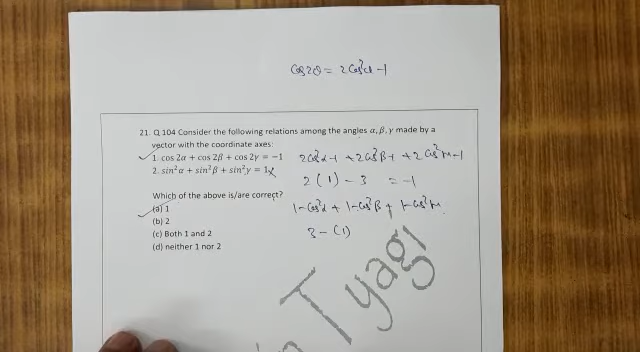 cos2θ = 2cos²α - 1
21. Q.104 Consider the following relations among the angles α, β, γ made by a
vector with the coordinate axes:
1. cos 2α + cos 2β + cos 2γ = −1
2cos²α-1 + 2cos²β-1 + 2cos²γ-1
2. sin²α + sin²β + sin²γ = 1
2(1) - 3 = -1
Which of the above is/are correct?
(a) 1
1-cos²α + 1-cos²β + 1-cos²γ
(b) 2
3-(1)
(c) Both 1 and 2
(d) neither 1 nor 2
Tyagi